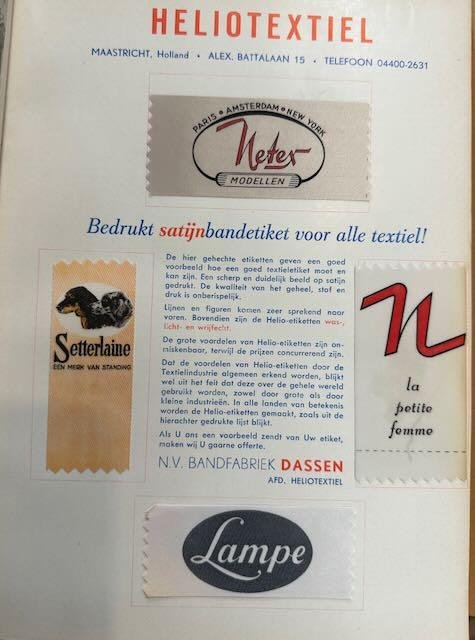 HELIOTEXTIEL
MAASTRICHT, Holland • ALEX. BATTALAAN 15 • TELEFOON 04400-2631
PARIS • AMSTERDAM • NEW YORK
Neter
MODELLEN
Bedrukt satijnbandetiket voor alle textiel!
De hier gehechte etiketten geven een goed
voorbeeld hoe een goed textieletiket moet en
kan zijn. Een scherp en duidelijk beeld op satijn
gedrukt. De kwaliteit van het geheel, stof en
druk is onberispelijk.
Lijnen en figuren komen zeer sprekend naar
voren. Bovendien zijn de Helio-etiketten was-,
licht- en wrijfecht.
De grote voordelen van Helio-etiketten zijn on-
miskenbaar, terwijl de prijzen concurrerend zijn.
Dat de voordelen van Helio-etiketten door de
Textielindustrie algemeen erkend worden, blijkt
wel uit het feit dat deze over de gehele wereld
gebruikt worden, zowel door grote als door
kleine industrieën. In alle landen van betekenis
worden de Helio-etiketten gemaakt, zoals uit de
hierachter gedrukte lijst blijkt.
Als U ons een voorbeeld zendt van Uw etiket,
maken wij U gaarne offerte.
N.V. BANDFABRIEK DASSEN
AFD. HELIOTEXTIEL
Setterlaine
EEN MERK VAN STANDING
N
la
petite
femme
Lampe